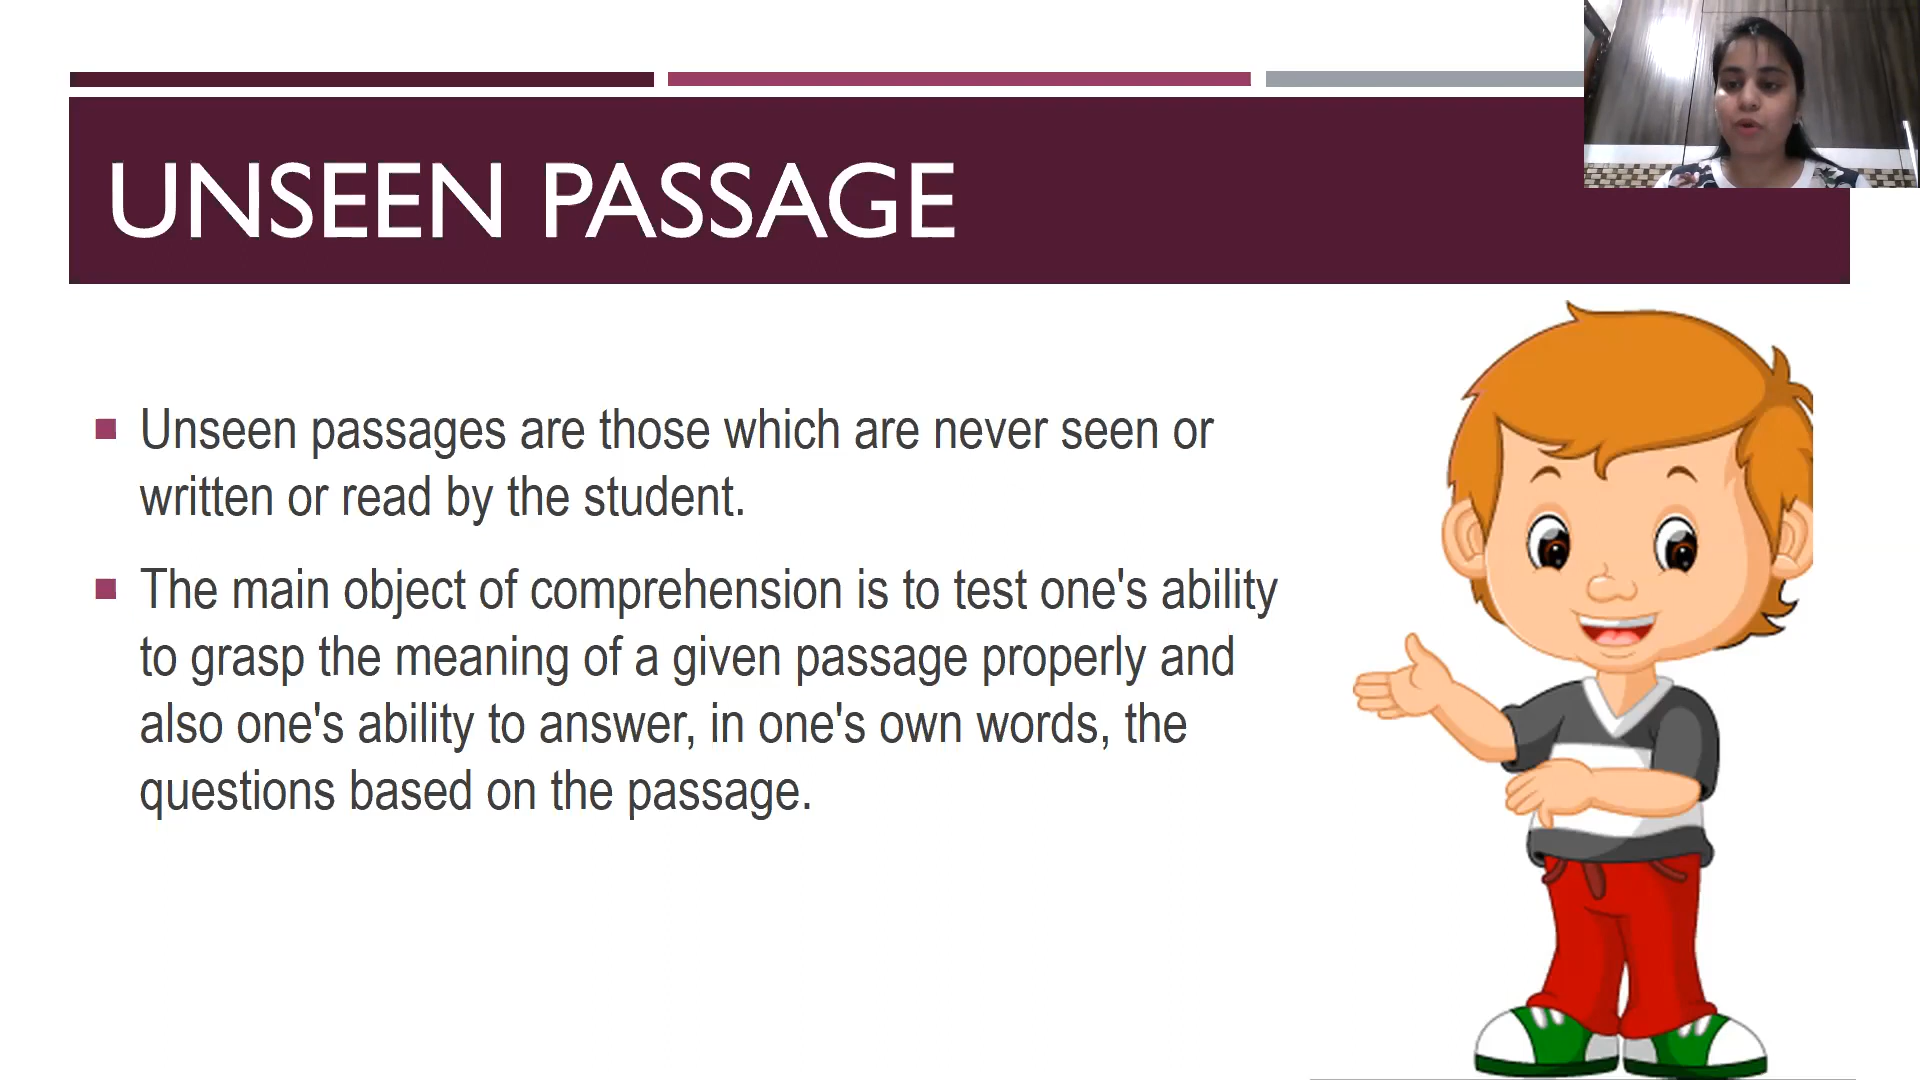 UNSEEN PASSAGE
Unseen passages are those which are never seen or
written or read by the student.
The main object of comprehension is to test one's ability
to grasp the meaning of a given passage properly and
also one's ability to answer, in one's own words, the
questions based on the passage.